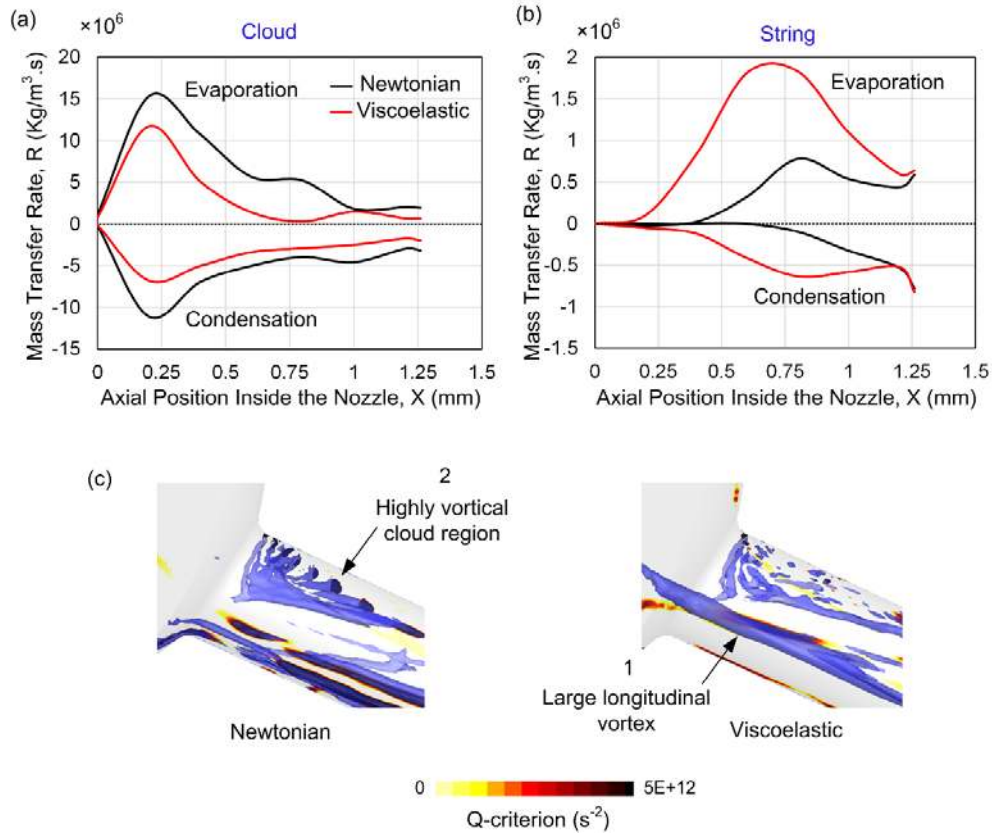 (a)
×10⁶
Cloud
Mass Transfer Rate, R (Kg/m³.s)
20
15
10
5
0
-5
-10
-15
Evaporation
Newtonian
Viscoelastic
Condensation
0
0.25
0.5
0.75
1
1.25
1.5
Axial Position Inside the Nozzle, X (mm)
(b)
×10⁶
String
Mass Transfer Rate, R (Kg/m³.s)
2
1.5
1
0.5
0
-0.5
-1
-1.5
Evaporation
Condensation
0
0.25
0.5
0.75
1
1.25
1.5
Axial Position Inside the Nozzle, X (mm)
(c)
2
Highly vortical
cloud region
Newtonian
1
Large longitudinal
vortex
Viscoelastic
0
5E+12
Q-criterion (s⁻²)